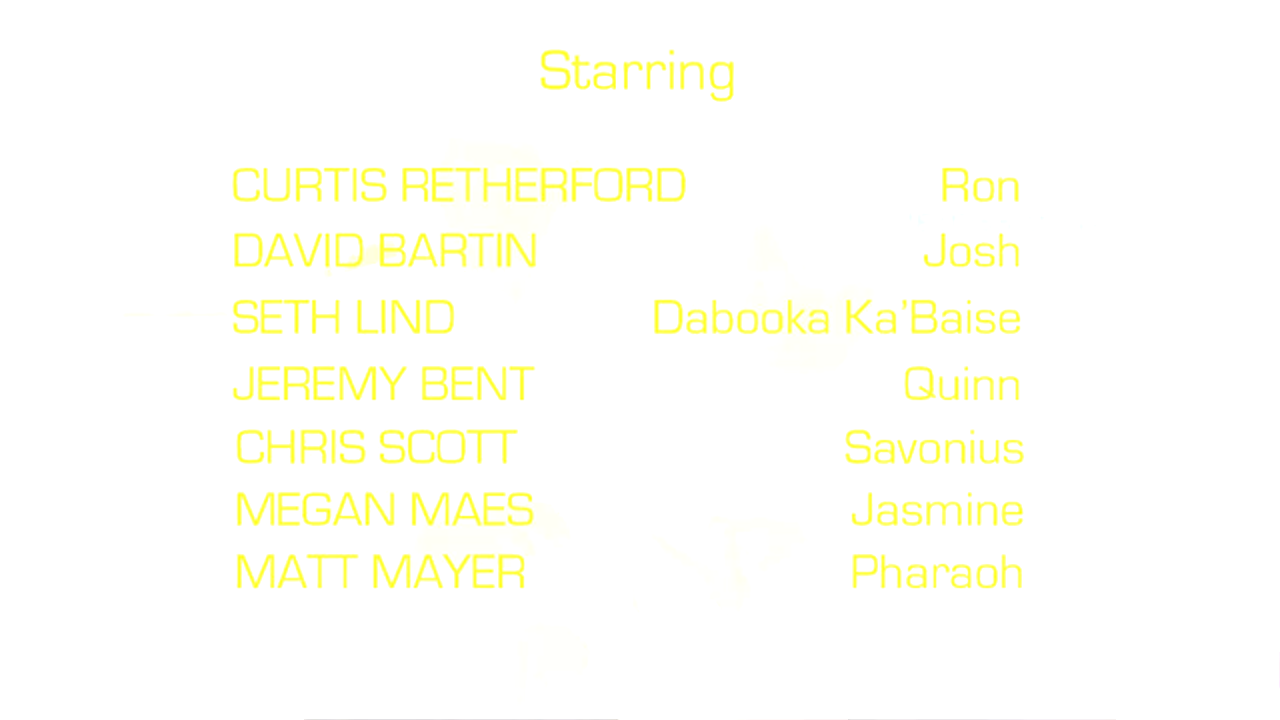 Starring
CURTIS RETHERFORD Ron
DAVID BARTIN Josh
SETH LIND Dabooka Ka'Baise
JEREMY BENT Quinn
CHRIS SCOTT Savonius
MEGAN MAES Jasmine
MATT MAYER Pharaoh